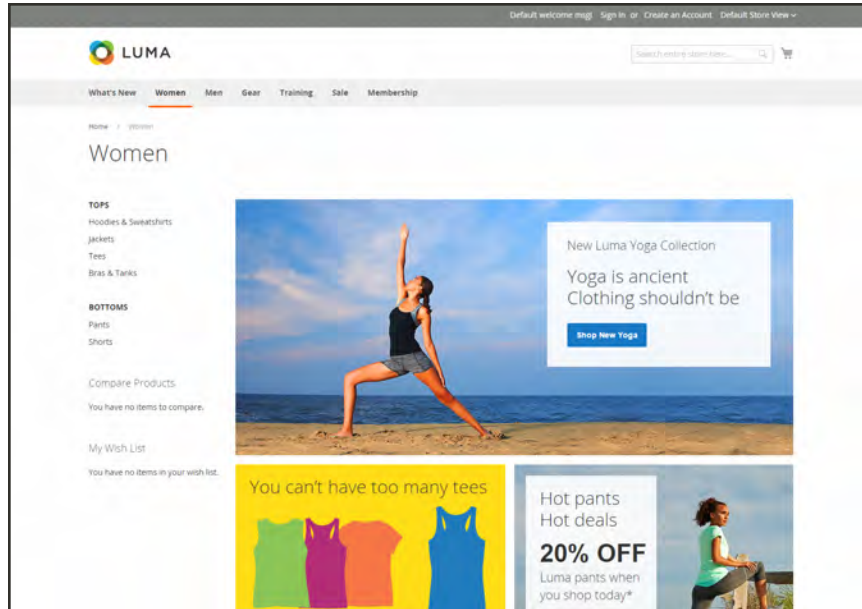 Default welcome msg! Sign In or Create an Account Default Store View
LUMA
Search entire store here...
What's New Women Men Gear Training Sale Membership
Home / Women
Women
TOPS
Hoodies & Sweatshirts
Jackets
Tees
Bras & Tanks
BOTTOMS
Pants
Shorts
Compare Products
You have no items to compare.
My Wish List
You have no items in your wish list.
New Luma Yoga Collection
Yoga is ancient
Clothing shouldn't be
Shop New Yoga
You can't have too many tees
Hot pants
Hot deals
20% OFF
Luma pants when
you shop today*